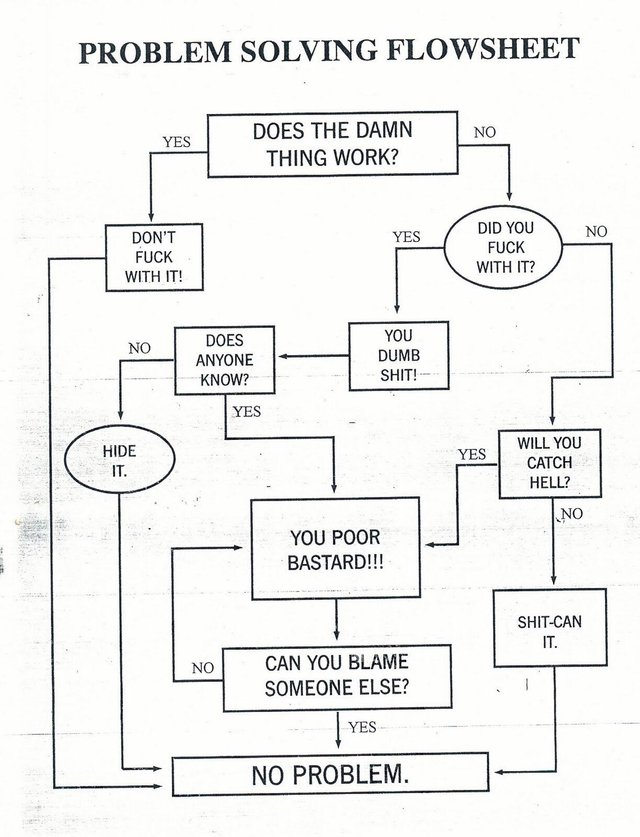 PROBLEM SOLVING FLOWSHEET
DOES THE DAMN
THING WORK?
YES
NO
DON'T
FUCK
WITH IT!
DID YOU
FUCK
WITH IT?
YES
NO
YOU
DUMB
SHIT!
DOES
ANYONE
KNOW?
NO
YES
HIDE
IT.
WILL YOU
CATCH
HELL?
YES
NO
YOU POOR
BASTARD!!!
SHIT-CAN
IT.
CAN YOU BLAME
SOMEONE ELSE?
NO
YES
NO PROBLEM.